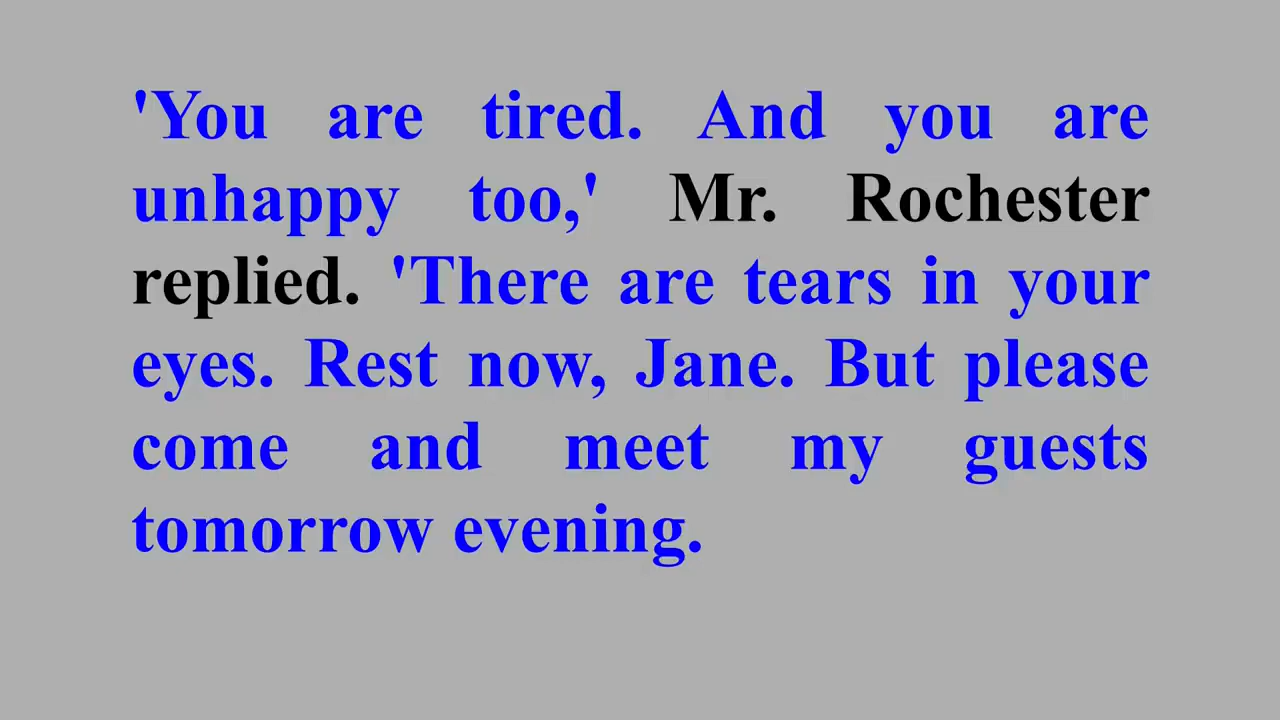 'You are tired. And you are
unhappy too,' Mr. Rochester
replied. 'There are tears in your
eyes. Rest now, Jane. But please
come and meet my guests
tomorrow evening.